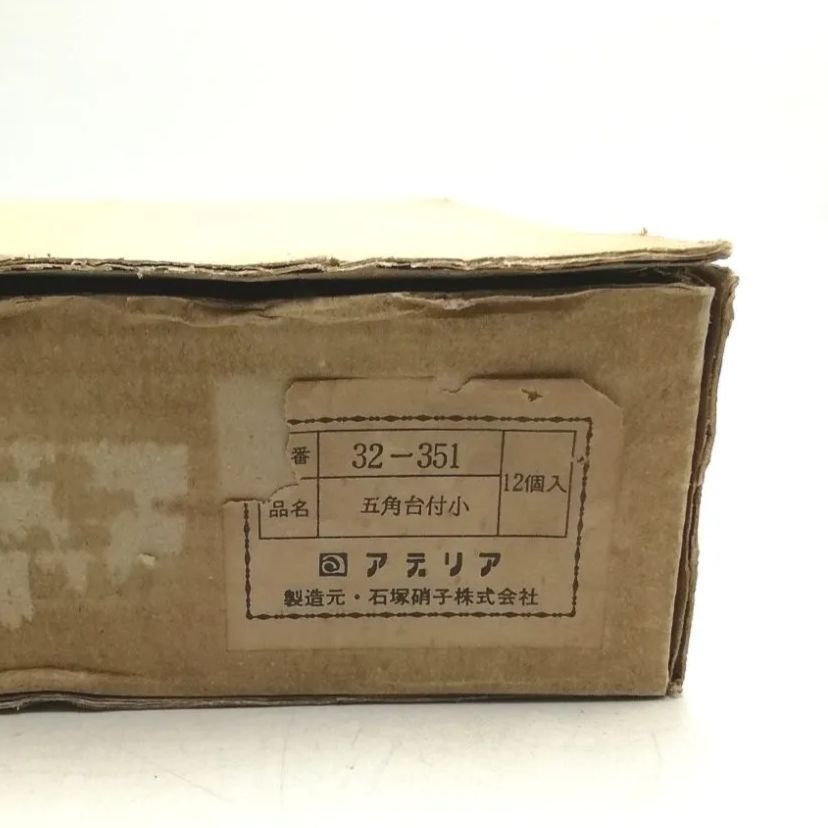 番 32-351 12個入
品名 五角台付小
アデリア
製造元・石塚硝子株式会社